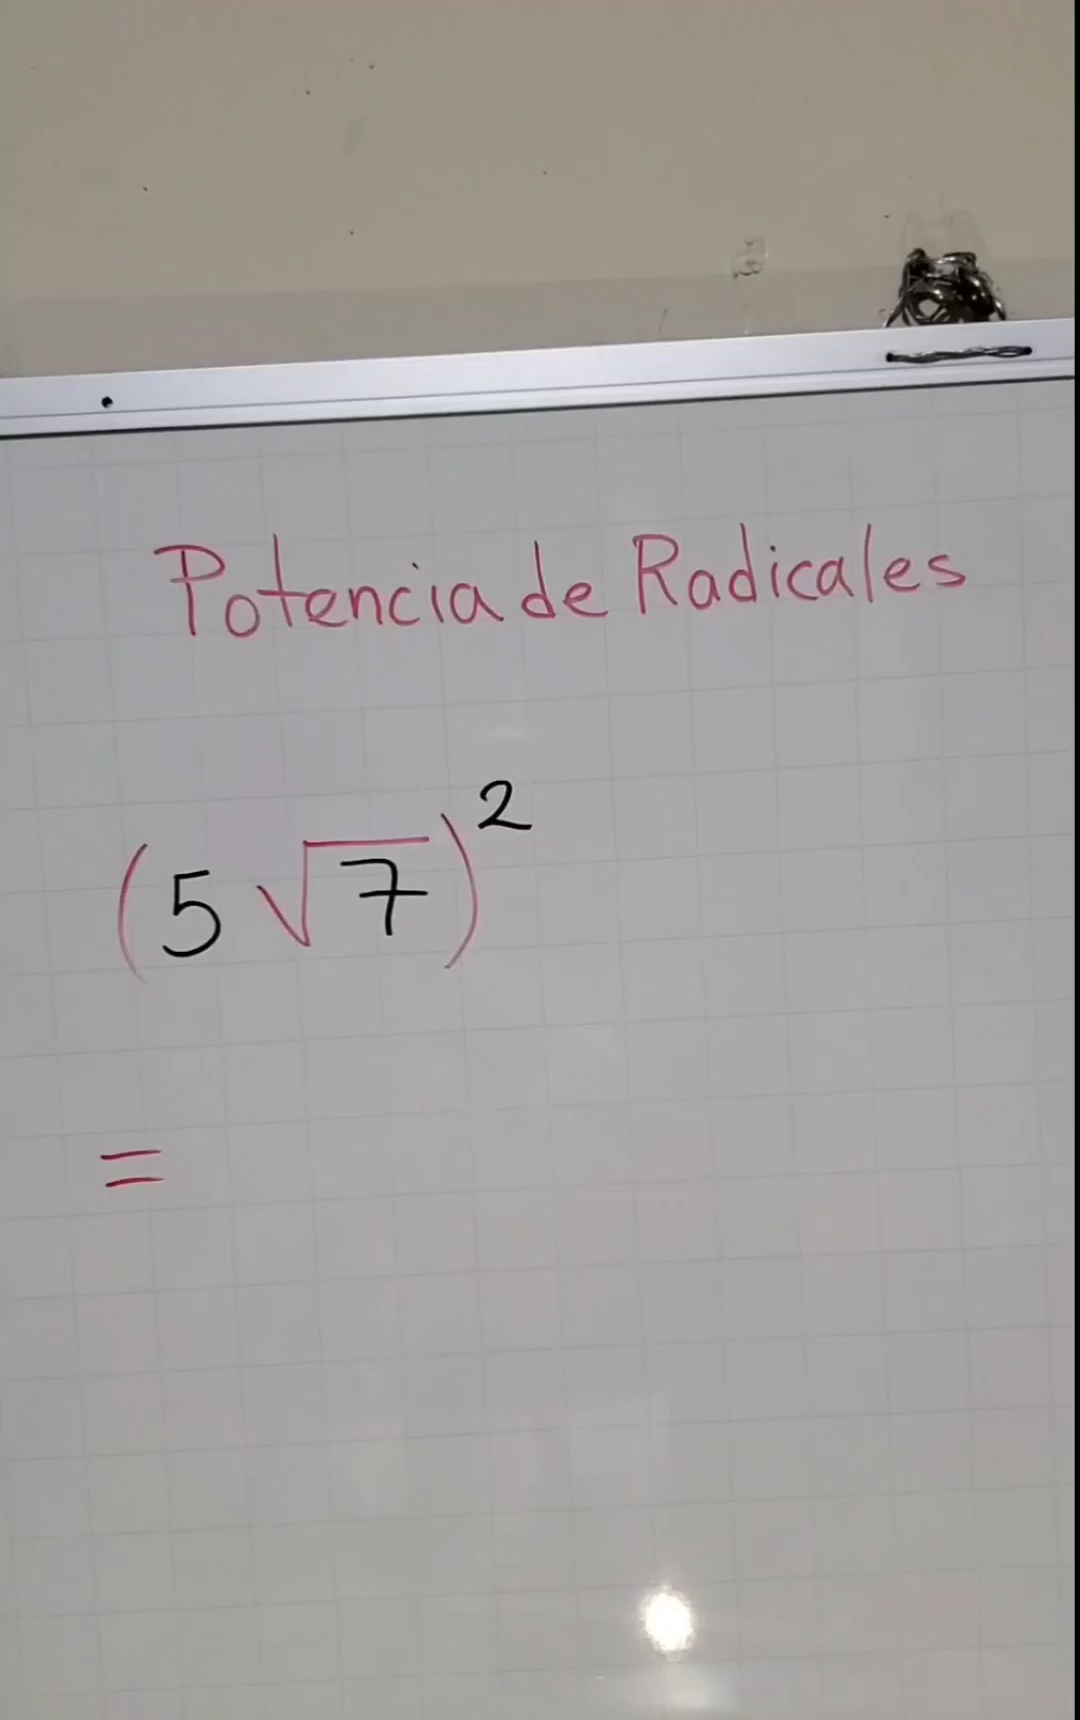 Potencia de Radicales
(5√7)²
=